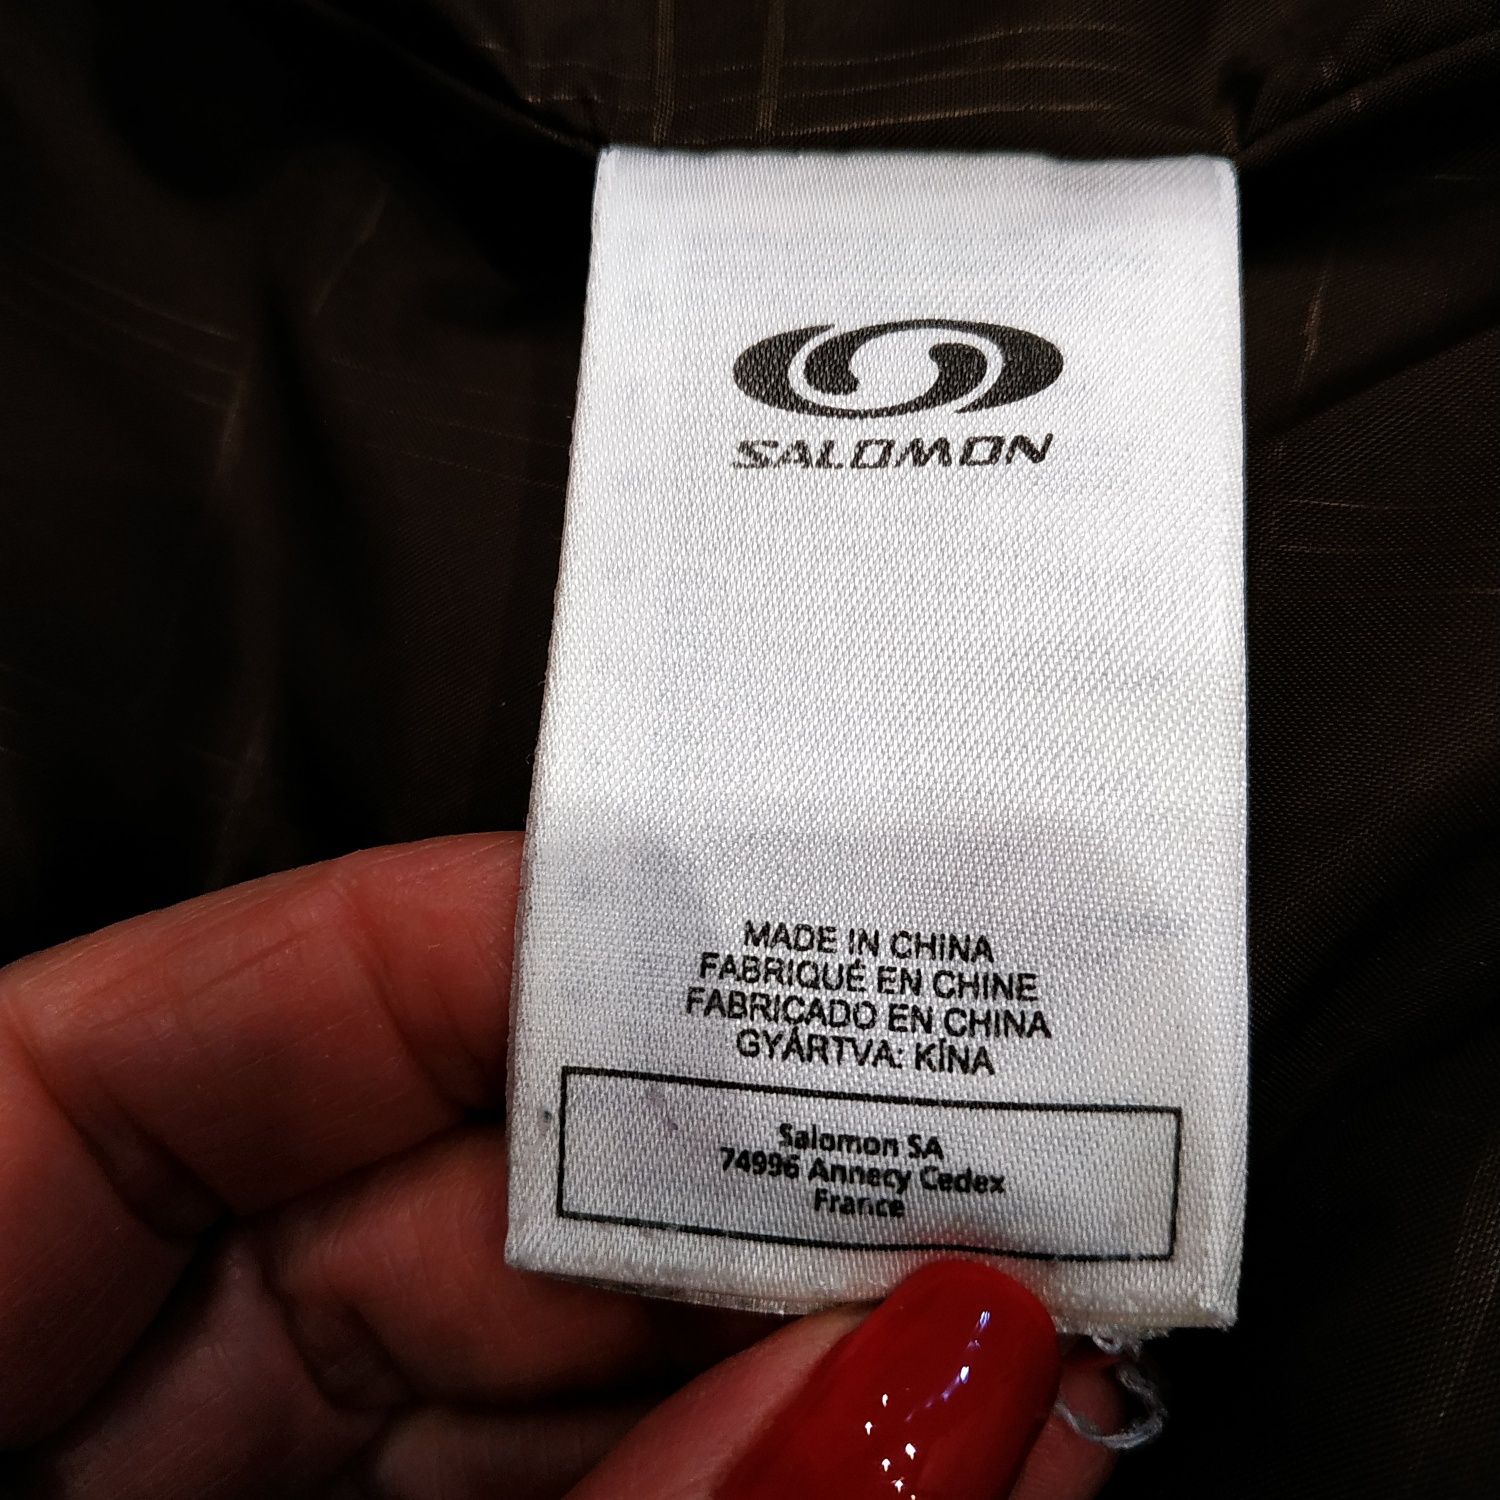 SALOMON
MADE IN CHINA
FABRIQUÉ EN CHINE
FABRICADO EN CHINA
GYÁRTVA: KÍNA
Salomon SA
74996 Annecy Cedex
France